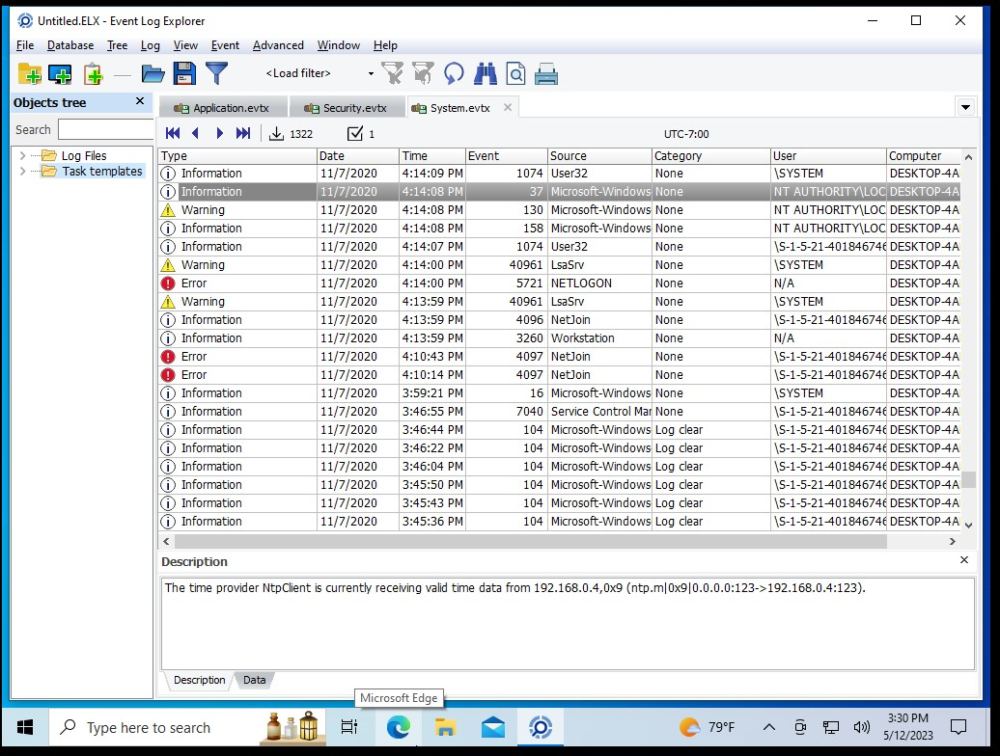 Untitled.ELX - Event Log Explorer
File Database Tree Log View Event Advanced Window Help
<Load filter>
Objects tree
Application.evtx Security.evtx System.evtx
Search
1322 1 UTC-7:00
Log Files
Task templates
Type Date Time Event Source Category User Computer
Information 11/7/2020 4:14:09 PM 1074 User32 None \SYSTEM DESKTOP-4A
Information 11/7/2020 4:14:08 PM 37 Microsoft-Windows None NT AUTHORITY\LOC DESKTOP-4A
Warning 11/7/2020 4:14:08 PM 130 Microsoft-Windows None NT AUTHORITY\LOC DESKTOP-4A
Information 11/7/2020 4:14:08 PM 158 Microsoft-Windows None NT AUTHORITY\LOC DESKTOP-4A
Information 11/7/2020 4:14:07 PM 1074 User32 None \S-1-5-21-401846746 DESKTOP-4A
Warning 11/7/2020 4:14:00 PM 40961 LsaSrv None \SYSTEM DESKTOP-4A
Error 11/7/2020 4:14:00 PM 5721 NETLOGON None N/A DESKTOP-4A
Warning 11/7/2020 4:13:59 PM 40961 LsaSrv None \SYSTEM DESKTOP-4A
Information 11/7/2020 4:13:59 PM 4096 NetJoin None \S-1-5-21-401846746 DESKTOP-4A
Information 11/7/2020 4:13:59 PM 3260 Workstation None N/A DESKTOP-4A
Error 11/7/2020 4:10:43 PM 4097 NetJoin None \S-1-5-21-401846746 DESKTOP-4A
Error 11/7/2020 4:10:14 PM 4097 NetJoin None \S-1-5-21-401846746 DESKTOP-4A
Information 11/7/2020 3:59:21 PM 16 Microsoft-Windows None \SYSTEM DESKTOP-4A
Information 11/7/2020 3:46:55 PM 7040 Service Control Mar None \S-1-5-21-401846746 DESKTOP-4A
Information 11/7/2020 3:46:44 PM 104 Microsoft-Windows Log clear \S-1-5-21-401846746 DESKTOP-4A
Information 11/7/2020 3:46:22 PM 104 Microsoft-Windows Log clear \S-1-5-21-401846746 DESKTOP-4A
Information 11/7/2020 3:46:04 PM 104 Microsoft-Windows Log clear \S-1-5-21-401846746 DESKTOP-4A
Information 11/7/2020 3:45:50 PM 104 Microsoft-Windows Log clear \S-1-5-21-401846746 DESKTOP-4A
Information 11/7/2020 3:45:43 PM 104 Microsoft-Windows Log clear \S-1-5-21-401846746 DESKTOP-4A
Information 11/7/2020 3:45:36 PM 104 Microsoft-Windows Log clear \S-1-5-21-401846746 DESKTOP-4A
Description
The time provider NtpClient is currently receiving valid time data from 192.168.0.4,0x9 (ntp.m|0x9|0.0.0.0:123->192.168.0.4:123).
Description Data
Microsoft Edge
Type here to search
79°F
3:30 PM
5/12/2023